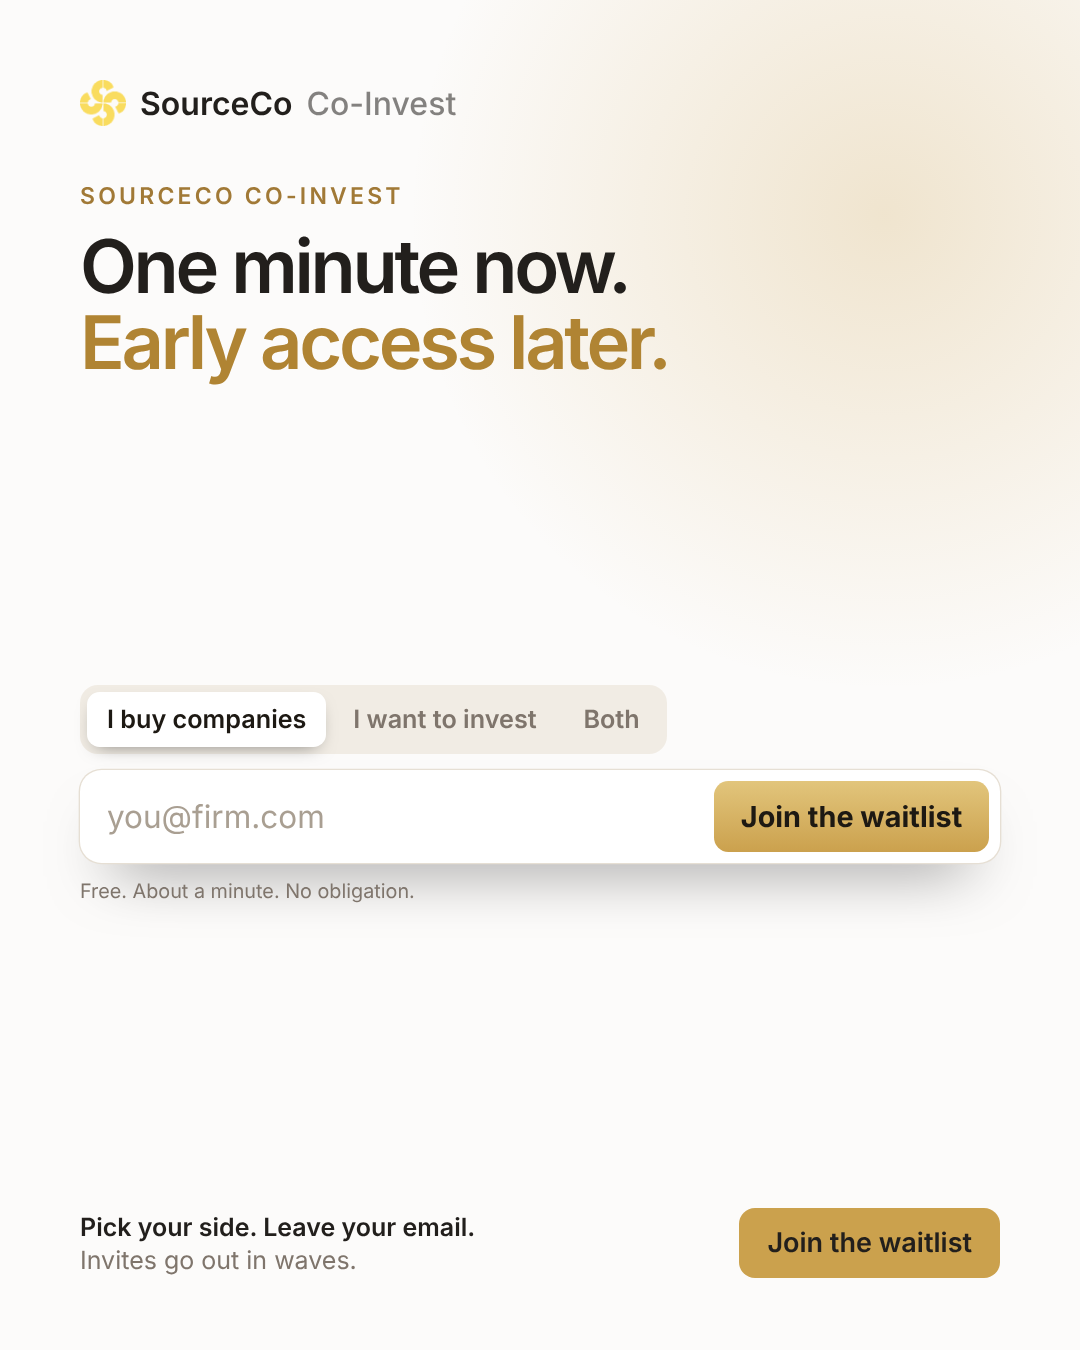 SourceCo Co-Invest
SOURCECO CO-INVEST
One minute now.
Early access later.
I buy companies I want to invest Both
you@firm.com Join the waitlist
Free. About a minute. No obligation.
Pick your side. Leave your email.
Invites go out in waves.
Join the waitlist